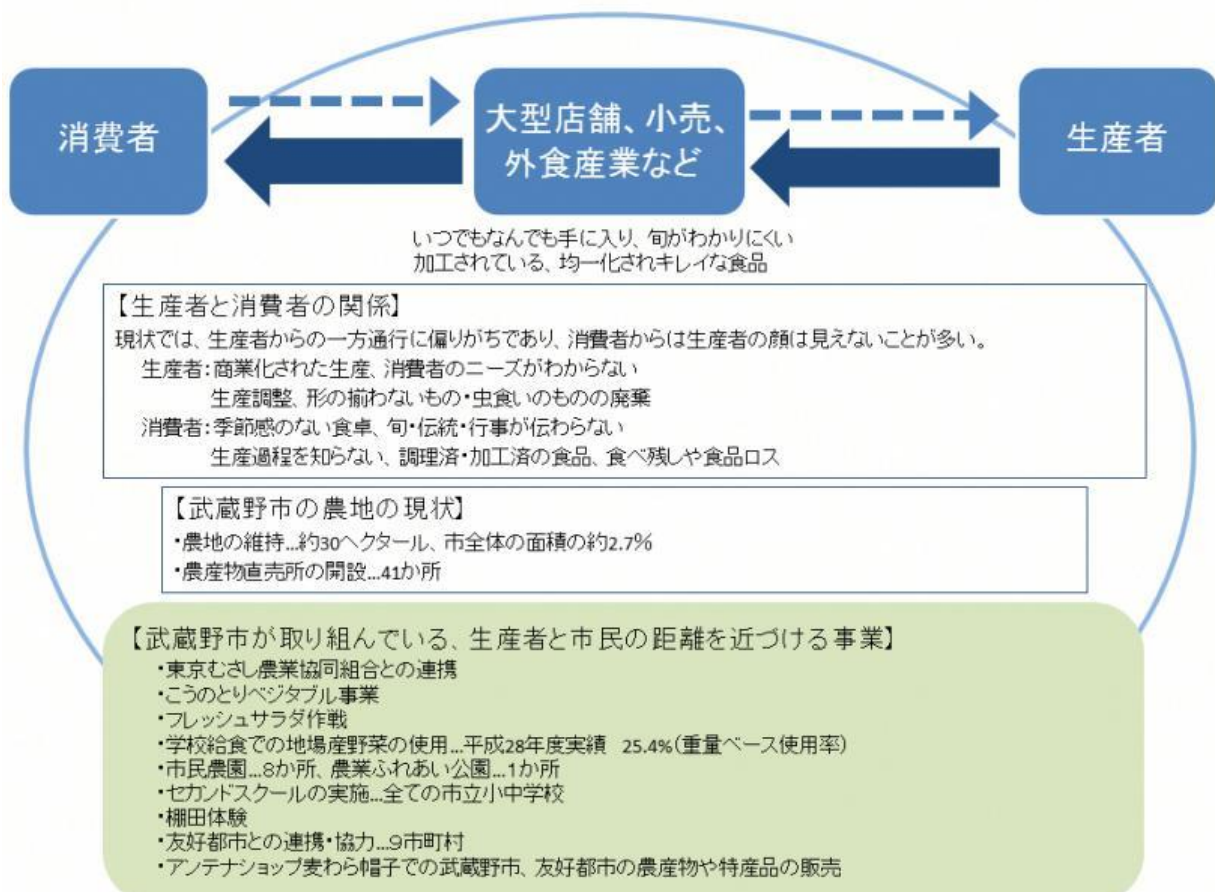 消費者
大型店舗、小売、
外食産業など
生産者
いつでもなんでも手に入り、旬がわかりにくい
加工されている、均一化されキレイな食品
【生産者と消費者の関係】
現状では、生産者からの一方通行に偏りがちであり、消費者からは生産者の顔は見えないことが多い。
生産者：商業化された生産、消費者のニーズがわからない
生産調整、形の揃わないもの・虫食いのものの廃棄
消費者：季節感のない食卓、旬・伝統・行事が伝わらない
生産過程を知らない、調理済・加工済の食品、食べ残しや食品ロス
【武蔵野市の農地の現状】
・農地の維持…約30ヘクタール、市全体の面積の約2.7％
・農産物直売所の開設…41か所
【武蔵野市が取り組んでいる、生産者と市民の距離を近づける事業】
・東京むさし農業協同組合との連携
・こうのとりベジタブル事業
・フレッシュサラダ作戦
・学校給食での地場産野菜の使用…平成28年度実績　25.4％（重量ベース使用率）
・市民農園…8か所、農業ふれあい公園…1か所
・セカンドスクールの実施…全ての市立小中学校
・棚田体験
・友好都市との連携・協力…9市町村
・アンテナショップ麦わら帽子での武蔵野市、友好都市の農産物や特産品の販売